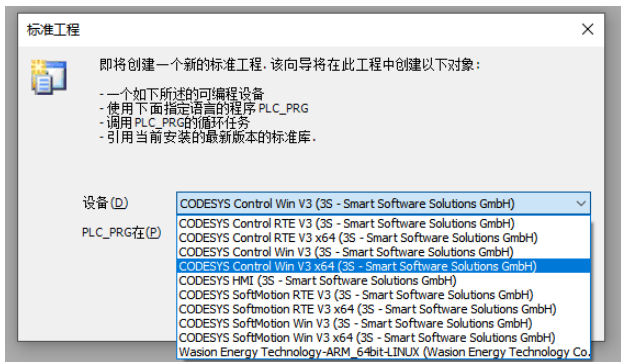 标准工程
即将创建一个新的标准工程.该向导将在此工程中创建以下对象:
- 一个如下所述的可编程设备
- 使用下面指定语言的程序 PLC_PRG
- 调用 PLC_PRG的循环任务
- 引用当前安装的最新版本的标准库.
设备(D) CODESYS Control Win V3 (3S - Smart Software Solutions GmbH)
PLC_PRG在(P)
CODESYS Control RTE V3 (3S - Smart Software Solutions GmbH)
CODESYS Control RTE V3 x64 (3S - Smart Software Solutions GmbH)
CODESYS Control Win V3 (3S - Smart Software Solutions GmbH)
CODESYS Control Win V3 x64 (3S - Smart Software Solutions GmbH)
CODESYS HMI (3S - Smart Software Solutions GmbH)
CODESYS SoftMotion RTE V3 (3S - Smart Software Solutions GmbH)
CODESYS Softmotion RTE V3 x64 (3S - Smart Software Solutions GmbH)
CODESYS SoftMotion Win V3 (3S - Smart Software Solutions GmbH)
CODESYS SoftMotion Win V3 x64 (3S - Smart Software Solutions GmbH)
Wasion Energy Technology-ARM_64bit-LINUX (Wasion Energy Technology Co.